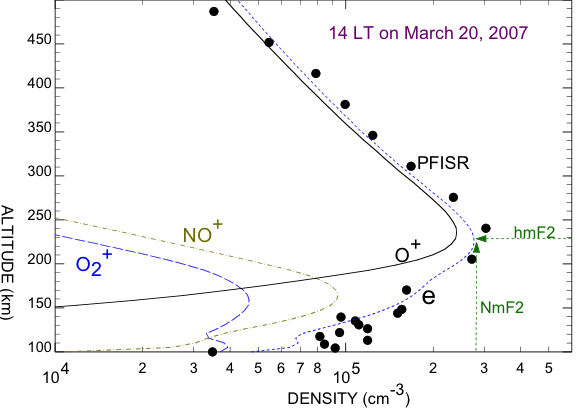 14 LT on March 20, 2007
450
400
350
300
250
200
150
100
ALTITUDE (km)
PFISR
NO+
O2+
O+
e
hmF2
NmF2
10^4
2
3
4
5
6
7
8
10^5
2
3
4
5
6
DENSITY (cm-3)